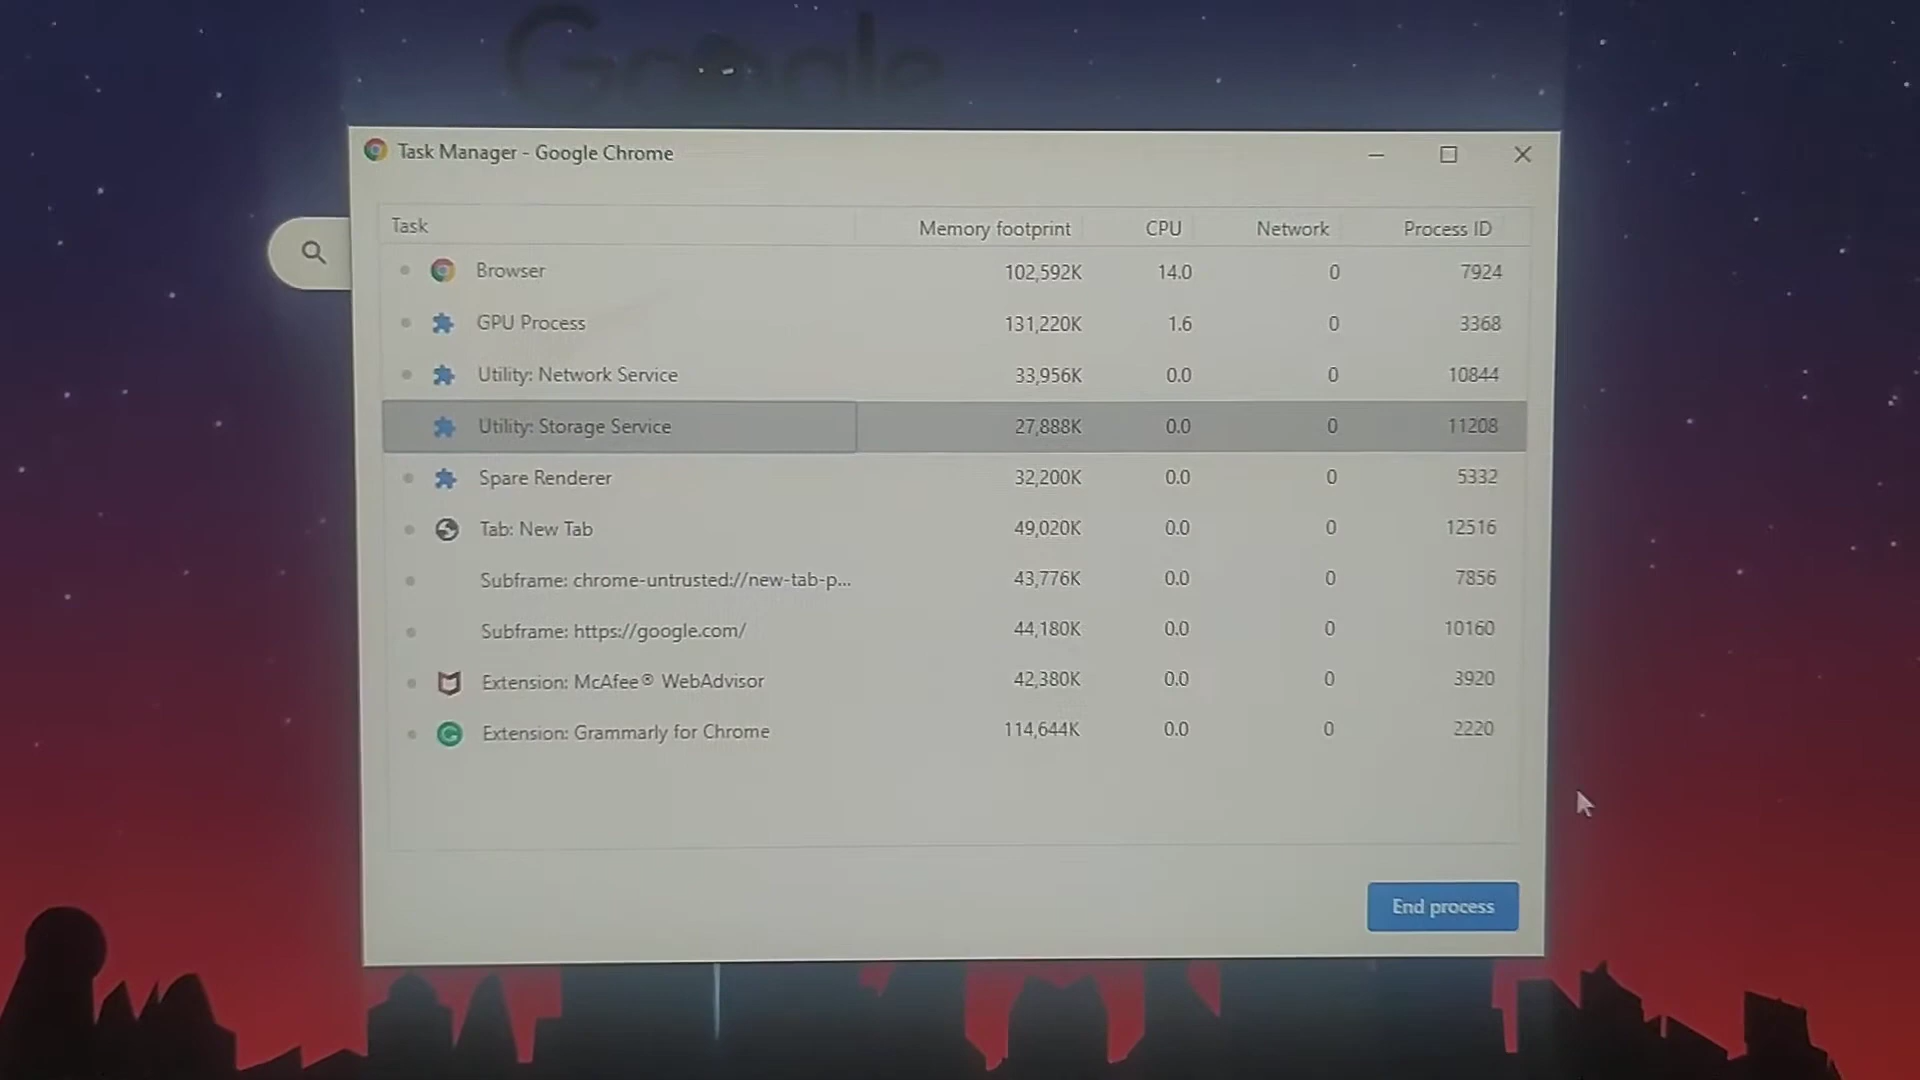 Google
Task Manager - Google Chrome
Task Memory footprint CPU Network Process ID
Browser 102,592K 14.0 0 7924
GPU Process 131,220K 1.6 0 3368
Utility: Network Service 33,956K 0.0 0 10844
Utility: Storage Service 27,888K 0.0 0 11208
Spare Renderer 32,200K 0.0 0 5332
Tab: New Tab 49,020K 0.0 0 12516
Subframe: chrome-untrusted://new-tab-p... 43,776K 0.0 0 7856
Subframe: https://google.com/ 44,180K 0.0 0 10160
Extension: McAfee® WebAdvisor 42,380K 0.0 0 3920
Extension: Grammarly for Chrome 114,644K 0.0 0 2220
End process